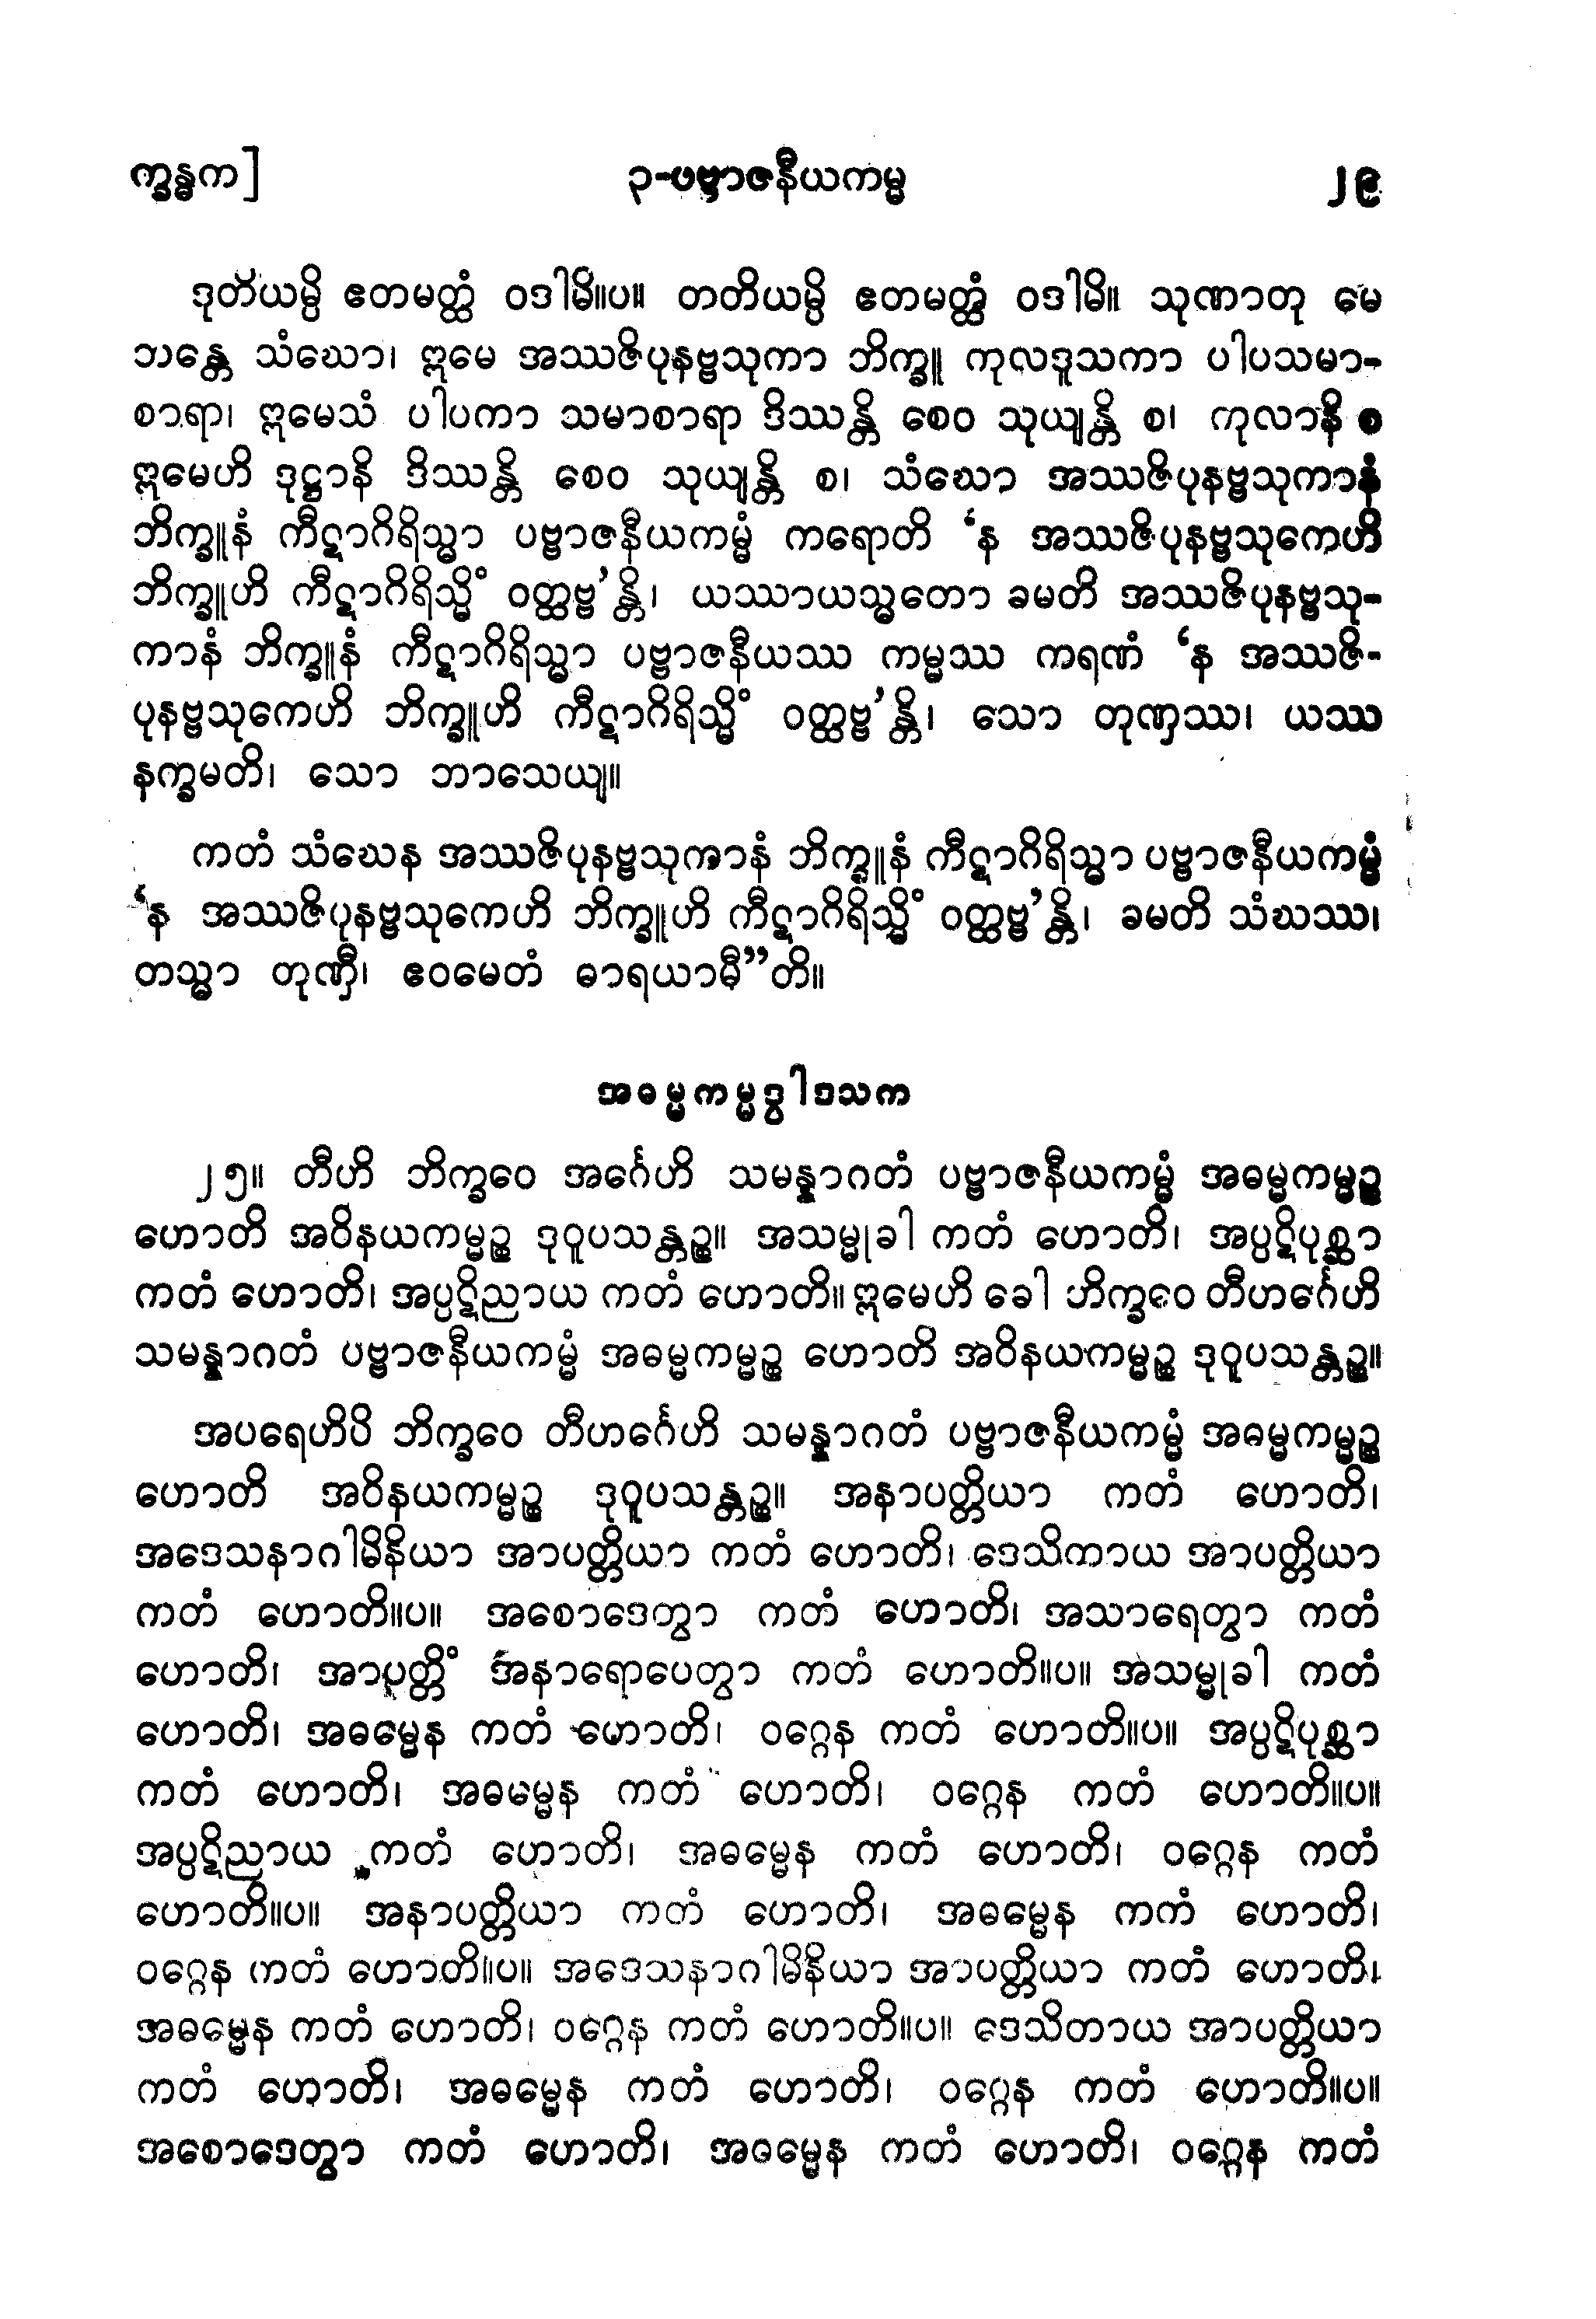 က္ခန္ဓက]
၃-ပဗ္ဗာဇနီယကမ္မ
၂၉
ဒုတိယမ္ပိ ဧတမတ္ထံ ဝဒါမိ။ပ။ တတိယမ္ပိ ဧတမတ္ထံ ဝဒါမိ။ သုဏာတု မေ
ဘန္တေ သံဃော၊ ဣမေ အဿဇိပုနဗ္ဗသုကာ ဘိက္ခူ ကုလဒူသကာ ပါပသမာ-
စာရာ၊ ဣမေသံ ပါပကာ သမာစာရာ ဒိဿန္တိ စေဝ သုယျန္တိ စ၊ ကုလာနိ စ
ဣမေဟိ ဒုဋ္ဌာနိ ဒိဿန္တိ စေဝ သုယျန္တိ စ၊ သံဃော အဿဇိပုနဗ္ဗသုကာနံ
ဘိက္ခူနံ ကီဋာဂိရိသ္မာ ပဗ္ဗာဇနီယကမ္မံ ကရောတိ ‘န အဿဇိပုနဗ္ဗသုကေဟိ
ဘိက္ခူဟိ ကီဋာဂိရိသ္မိံ ဝတ္ထဗ္ဗ’န္တိ၊ ယဿာယသ္မတော ခမတိ အဿဇိပုနဗ္ဗသု-
ကာနံ ဘိက္ခူနံ ကီဋာဂိရိသ္မာ ပဗ္ဗာဇနီယဿ ကမ္မဿ ကရဏံ ‘န အဿဇိ-
ပုနဗ္ဗသုကေဟိ ဘိက္ခူဟိ ကီဋာဂိရိသ္မိံ ဝတ္ထဗ္ဗ’န္တိ၊ သော တုဏှဿ၊ ယဿ
နက္ခမတိ၊ သော ဘာသေယျ။
ကတံ သံဃေန အဿဇိပုနဗ္ဗသုကာနံ ဘိက္ခူနံ ကီဋာဂိရိသ္မာ ပဗ္ဗာဇနီယကမ္မံ
‘န အဿဇိပုနဗ္ဗသုကေဟိ ဘိက္ခူဟိ ကီဋာဂိရိသ္မိံ ဝတ္ထဗ္ဗ’န္တိ၊ ခမတိ သံဃဿ၊
တသ္မာ တုဏှီ၊ ဧဝမေတံ ဓာရယာမီ”တိ။
အဓမ္မကမ္မဒွါဒသက
၂၅။ တီဟိ ဘိက္ခဝေ အင်္ဂေဟိ သမန္နာဂတံ ပဗ္ဗာဇနီယကမ္မံ အဓမ္မကမ္မဉ္စ
ဟောတိ အဝိနယကမ္မဉ္စ ဒုဝူပသန္တဉ္စ။ အသမ္မုခါ ကတံ ဟောတိ၊ အပ္ပဋိပုစ္ဆာ
ကတံ ဟောတိ၊ အပ္ပဋိညာယ ကတံ ဟောတိ။ ဣမေဟိ ခေါ ဘိက္ခဝေ တီဟင်္ဂေဟိ
သမန္နာဂတံ ပဗ္ဗာဇနီယကမ္မံ အဓမ္မကမ္မဉ္စ ဟောတိ အဝိနယကမ္မဉ္စ ဒုဝူပသန္တဉ္စ။
အပရေဟိပိ ဘိက္ခဝေ တီဟင်္ဂေဟိ သမန္နာဂတံ ပဗ္ဗာဇနီယကမ္မံ အဓမ္မကမ္မဉ္စ
ဟောတိ အဝိနယကမ္မဉ္စ ဒုဝူပသန္တဉ္စ။ အနာပတ္တိယာ ကတံ ဟောတိ၊
အဒေသနာဂါမိနိယာ အာပတ္တိယာ ကတံ ဟောတိ၊ ဒေသိတာယ အာပတ္တိယာ
ကတံ ဟောတိ။ပ။ အစောဒေတွာ ကတံ ဟောတိ၊ အသာရေတွာ ကတံ
ဟောတိ၊ အာပတ္တိံ အနာရောပေတွာ ကတံ ဟောတိ။ပ။ အသမ္မုခါ ကတံ
ဟောတိ၊ အဓမ္မေန ကတံ ဟောတိ၊ ဝဂ္ဂေန ကတံ ဟောတိ။ပ။ အပ္ပဋိပုစ္ဆာ
ကတံ ဟောတိ၊ အဓမ္မေန ကတံ ဟောတိ၊ ဝဂ္ဂေန ကတံ ဟောတိ။ပ။
အပ္ပဋိညာယ ကတံ ဟောတိ၊ အဓမ္မေန ကတံ ဟောတိ၊ ဝဂ္ဂေန ကတံ
ဟောတိ။ပ။ အနာပတ္တိယာ ကတံ ဟောတိ၊ အဓမ္မေန ကကံ ဟောတိ၊
ဝဂ္ဂေန ကတံ ဟောတိ။ပ။ အဒေသနာဂါမိနိယာ အာပတ္တိယာ ကတံ ဟောတိ၊
အဓမ္မေန ကတံ ဟောတိ၊ ဝဂ္ဂေန ကတံ ဟောတိ။ပ။ ဒေသိတာယ အာပတ္တိယာ
ကတံ ဟောတိ၊ အဓမ္မေန ကတံ ဟောတိ၊ ဝဂ္ဂေန ကတံ ဟောတိ။ပ။
အစောဒေတွာ ကတံ ဟောတိ၊ အဓမ္မေန ကတံ ဟောတိ၊ ဝဂ္ဂေန ကတံ